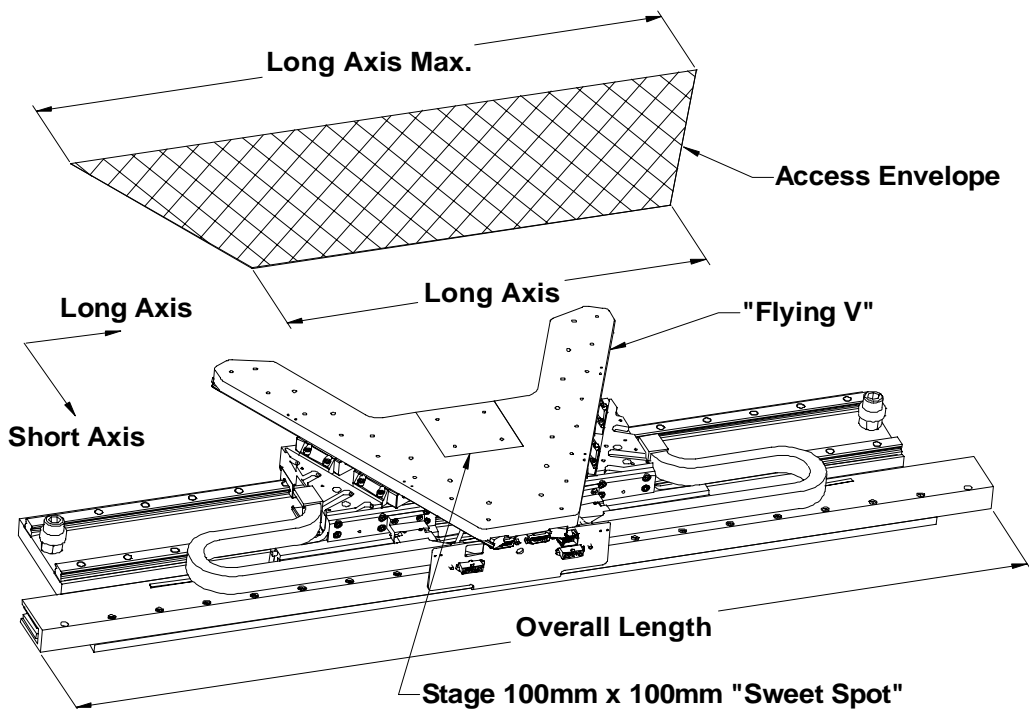 Long Axis Max.
Access Envelope
Long Axis
Long Axis
"Flying V"
Short Axis
Overall Length
Stage 100mm x 100mm "Sweet Spot"